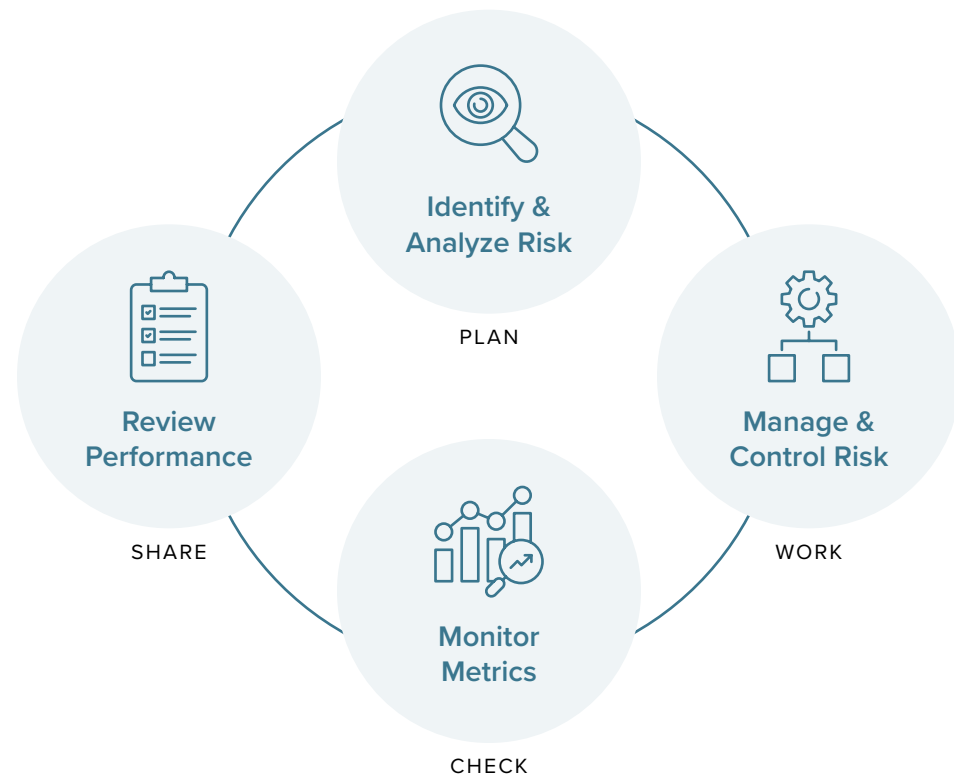 Identify &
Analyze Risk
PLAN
Review
Performance
SHARE
Manage &
Control Risk
WORK
Monitor
Metrics
CHECK